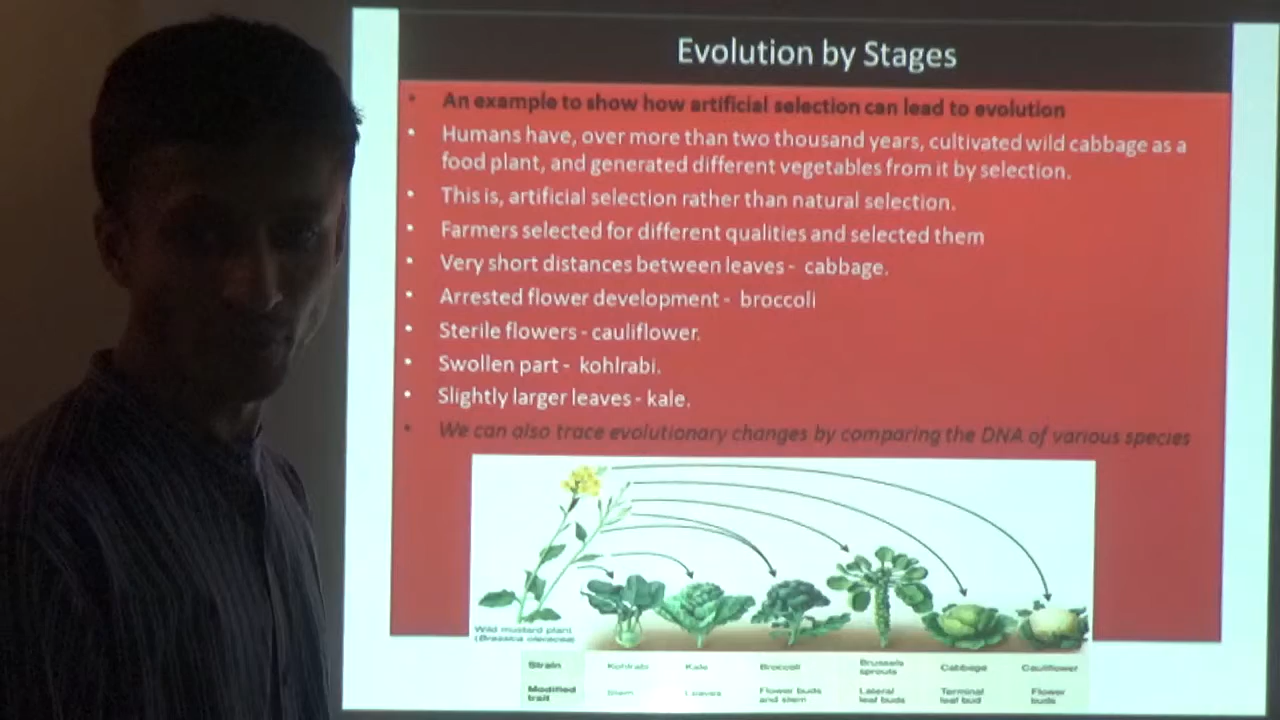 Evolution by Stages
• An example to show how artificial selection can lead to evolution
• Humans have, over more than two thousand years, cultivated wild cabbage as a
food plant, and generated different vegetables from it by selection.
• This is, artificial selection rather than natural selection.
• Farmers selected for different qualities and selected them
• Very short distances between leaves - cabbage.
• Arrested flower development - broccoli
• Sterile flowers - cauliflower.
• Swollen part - kohlrabi.
• Slightly larger leaves - kale.
• We can also trace evolutionary changes by comparing the DNA of various species
Wild mustard plant
(Brassica oleracea)
Strain Kohlrabi Kale Broccoli Brussels sprouts Cabbage Cauliflower
Modified trait Stem Leaves Flower buds and stem Lateral leaf buds Terminal leaf bud Flower buds